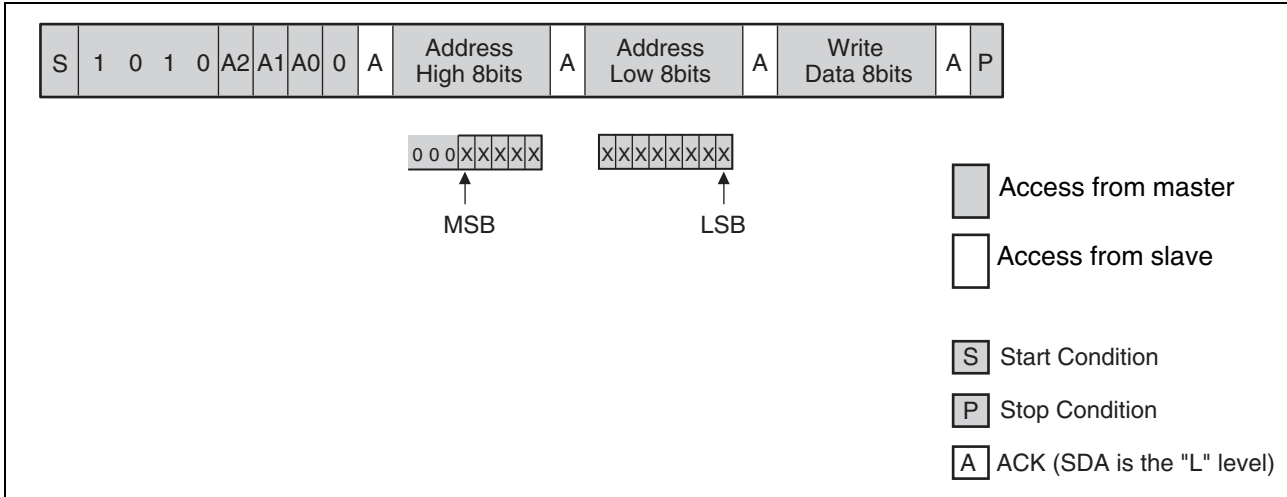 S 1 0 1 0 A2 A1 A0 0 A Address High 8bits A Address Low 8bits A Write Data 8bits A P
0 0 0 X X X X X X X X X X X X X
MSB LSB
Access from master
Access from slave
S Start Condition
P Stop Condition
A ACK (SDA is the "L" level)